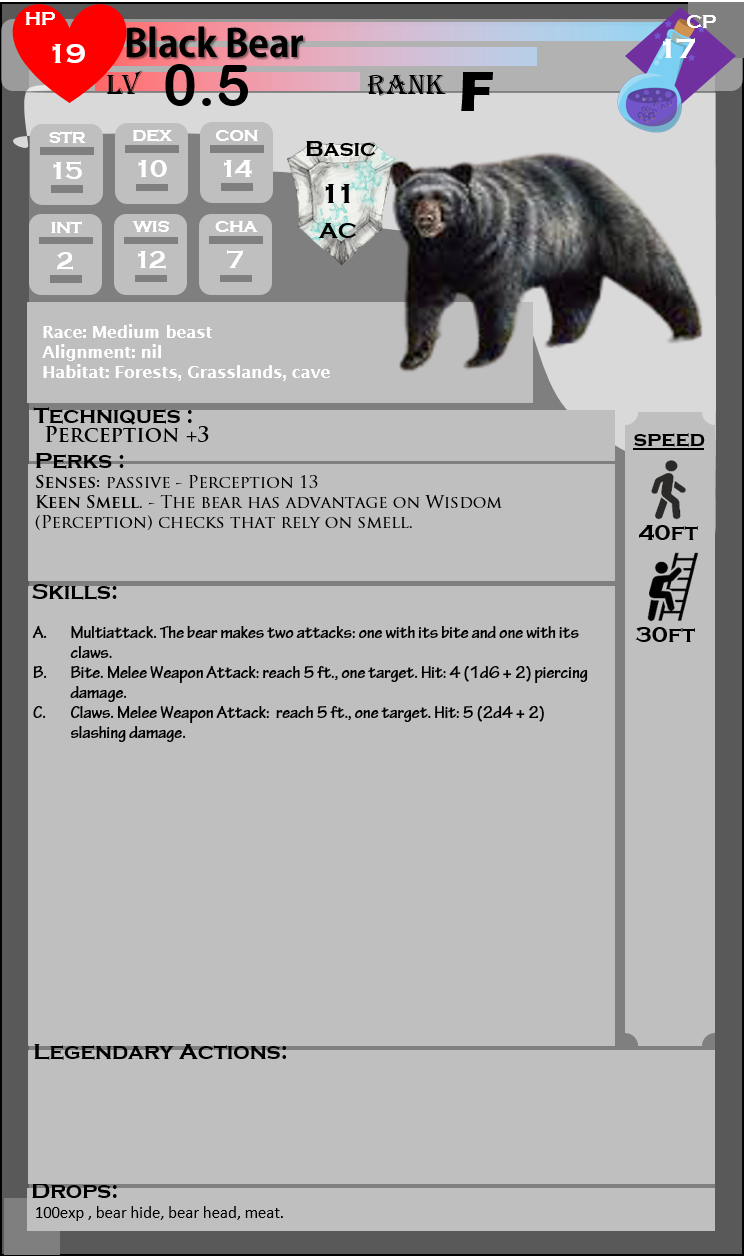 HP
19
Black Bear
CP
17
LV 0.5 RANK F
STR
15
DEX
10
CON
14
INT
2
WIS
12
CHA
7
Basic
11
AC
Race: Medium beast
Alignment: nil
Habitat: Forests, Grasslands, cave
Techniques :
Perception +3
Perks :
Senses: passive - Perception 13
Keen Smell. - The bear has advantage on Wisdom
(Perception) checks that rely on smell.
SPEED
40FT
30FT
Skills:
A. Multiattack. The bear makes two attacks: one with its bite and one with its
claws.
B. Bite. Melee Weapon Attack: reach 5 ft., one target. Hit: 4 (1d6 + 2) piercing
damage.
C. Claws. Melee Weapon Attack: reach 5 ft., one target. Hit: 5 (2d4 + 2)
slashing damage.
Legendary Actions:
Drops:
100exp , bear hide, bear head, meat.